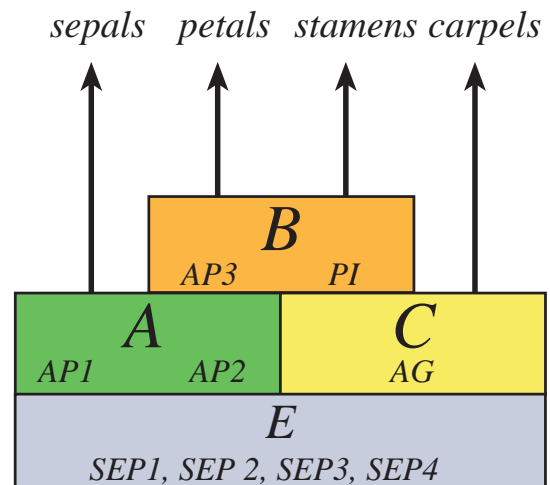 sepals petals stamens carpels
B
AP3 PI
A C
AP1 AP2 AG
E
SEP1, SEP 2, SEP3, SEP4